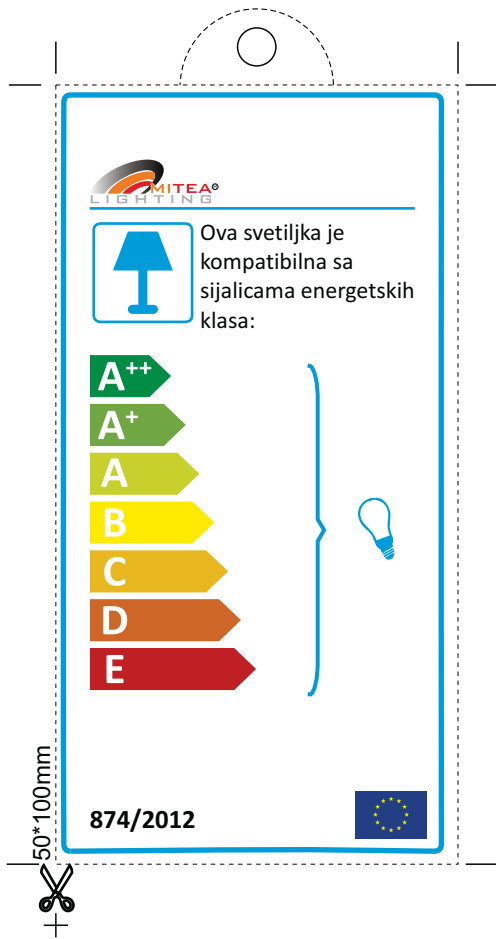 MITEA®
LIGHTING
Ova svetiljka je
kompatibilna sa
sijalicama energetskih
klasa:
A++
A+
A
B
C
D
E
874/2012
50*100mm